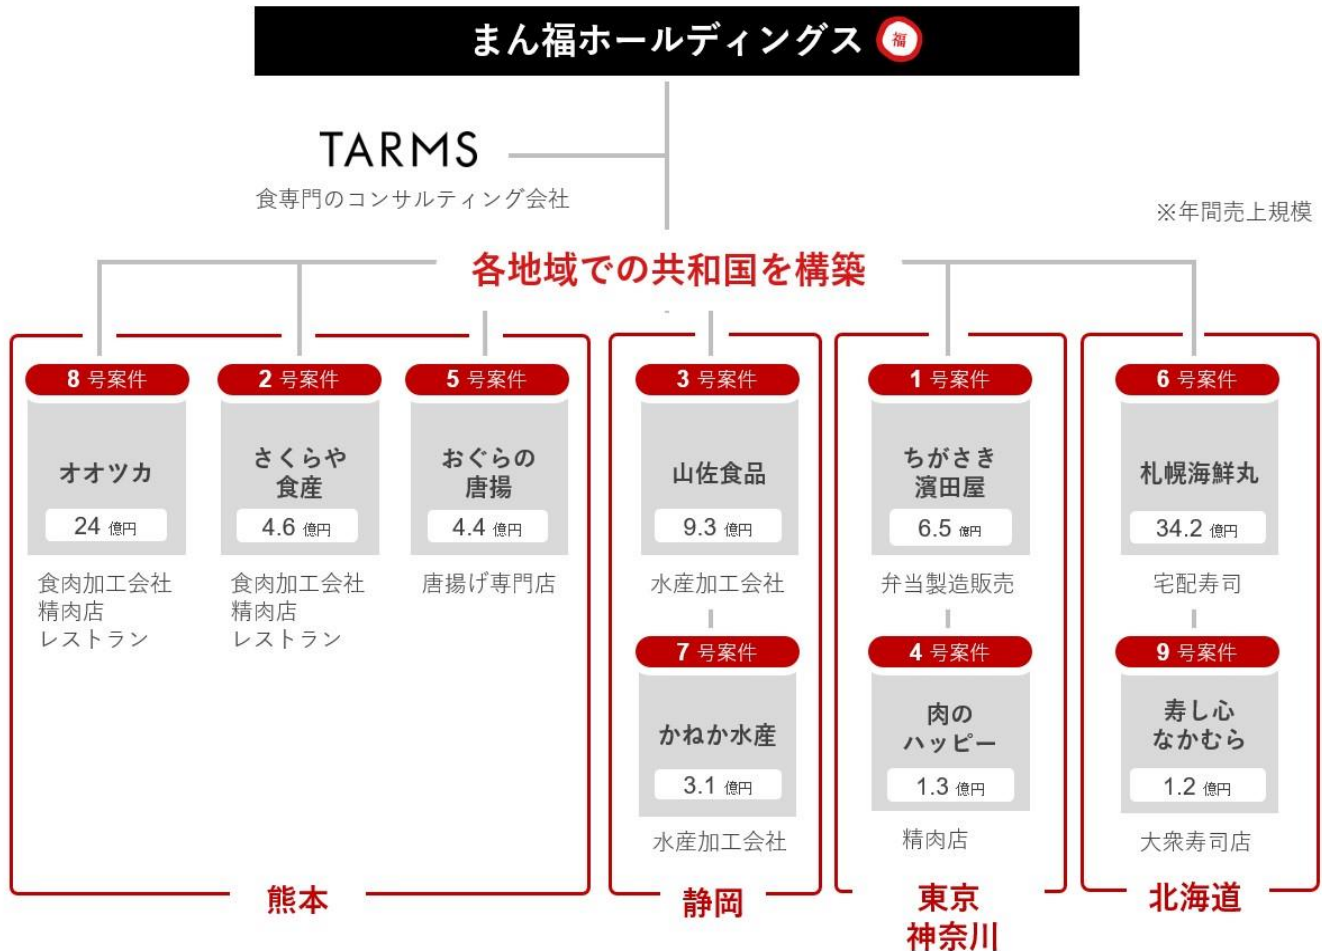 まん福ホールディングス 福
TARMS
食専門のコンサルティング会社
※年間売上規模
各地域での共和国を構築
8 号案件
オオツカ
24 億円
食肉加工会社
精肉店
レストラン
2 号案件
さくらや
食産
4.6 億円
食肉加工会社
精肉店
レストラン
5 号案件
おぐらの
唐揚
4.4 億円
唐揚げ専門店
熊本
3 号案件
山佐食品
9.3 億円
水産加工会社
7 号案件
かねか水産
3.1 億円
水産加工会社
静岡
1 号案件
ちがさき
濱田屋
6.5 億円
弁当製造販売
4 号案件
肉の
ハッピー
1.3 億円
精肉店
東京
神奈川
6 号案件
札幌海鮮丸
34.2 億円
宅配寿司
9 号案件
寿し心
なかむら
1.2 億円
大衆寿司店
北海道